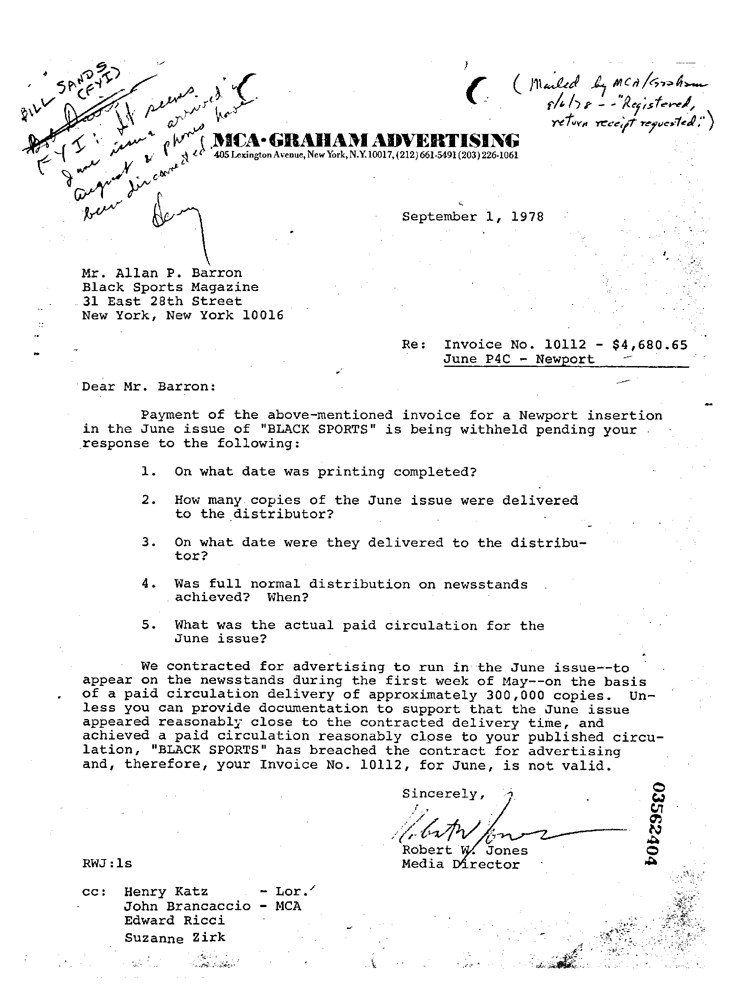 BILL SANDS
(FYI)
FYI: It seems
June issue arrived in
August & phones have
been disconnected.
(Mailed by MCA/Graham
9/6/78 -- "Registered,
return receipt requested.")
MCA·GRAHAM ADVERTISING
405 Lexington Avenue, New York, N.Y. 10017, (212) 661-5491 (203) 226-1061
September 1, 1978
Mr. Allan P. Barron
Black Sports Magazine
31 East 28th Street
New York, New York 10016
Re: Invoice No. 10112 - $4,680.65
June P4C - Newport
Dear Mr. Barron:
Payment of the above-mentioned invoice for a Newport insertion
in the June issue of "BLACK SPORTS" is being withheld pending your
response to the following:
1. On what date was printing completed?
2. How many copies of the June issue were delivered
to the distributor?
3. On what date were they delivered to the distribu-
tor?
4. Was full normal distribution on newsstands
achieved? When?
5. What was the actual paid circulation for the
June issue?
We contracted for advertising to run in the June issue--to
appear on the newsstands during the first week of May--on the basis
of a paid circulation delivery of approximately 300,000 copies. Un-
less you can provide documentation to support that the June issue
appeared reasonably close to the contracted delivery time, and
achieved a paid circulation reasonably close to your published circu-
lation, "BLACK SPORTS" has breached the contract for advertising
and, therefore, your Invoice No. 10112, for June, is not valid.
Sincerely,
Robert W. Jones
Robert W. Jones
Media Director
RWJ:ls
cc: Henry Katz - Lor.
John Brancaccio - MCA
Edward Ricci
Suzanne Zirk
03562404